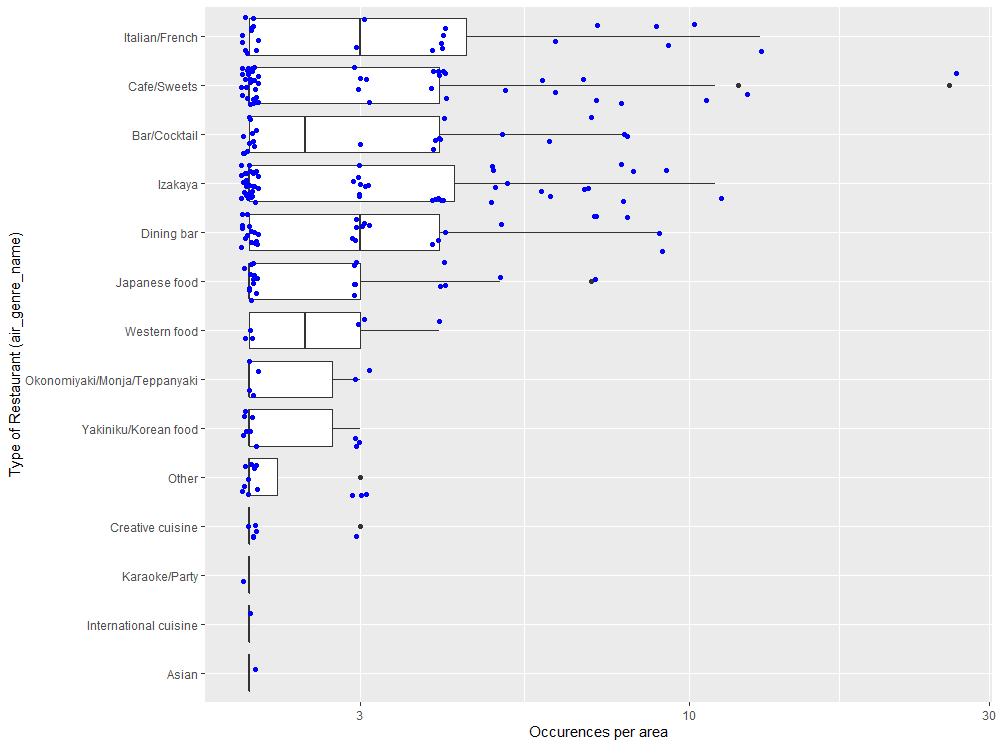 Type of Restaurant (air_genre_name)
Italian/French
Cafe/Sweets
Bar/Cocktail
Izakaya
Dining bar
Japanese food
Western food
Okonomiyaki/Monja/Teppanyaki
Yakiniku/Korean food
Other
Creative cuisine
Karaoke/Party
International cuisine
Asian
3 10 30
Occurences per area